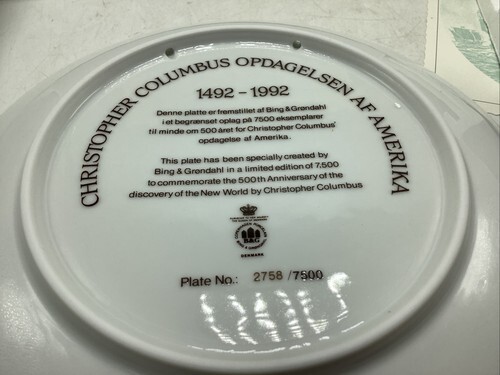 CHRISTOPHER COLUMBUS OPDAGELSEN AF AMERIKA
1492 - 1992
Denne platte er fremstillet af Bing & Grøndahl
i et begrænset oplag på 7500 eksemplarer
til minde om 500 året for Christopher Columbus'
opdagelse af Amerika.
This plate has been specially created by
Bing & Grøndahl in a limited edition of 7,500
to commemorate the 500th Anniversary of the
discovery of the New World by Christopher Columbus
B&G
DENMARK
Plate No.: 2758 / 7500